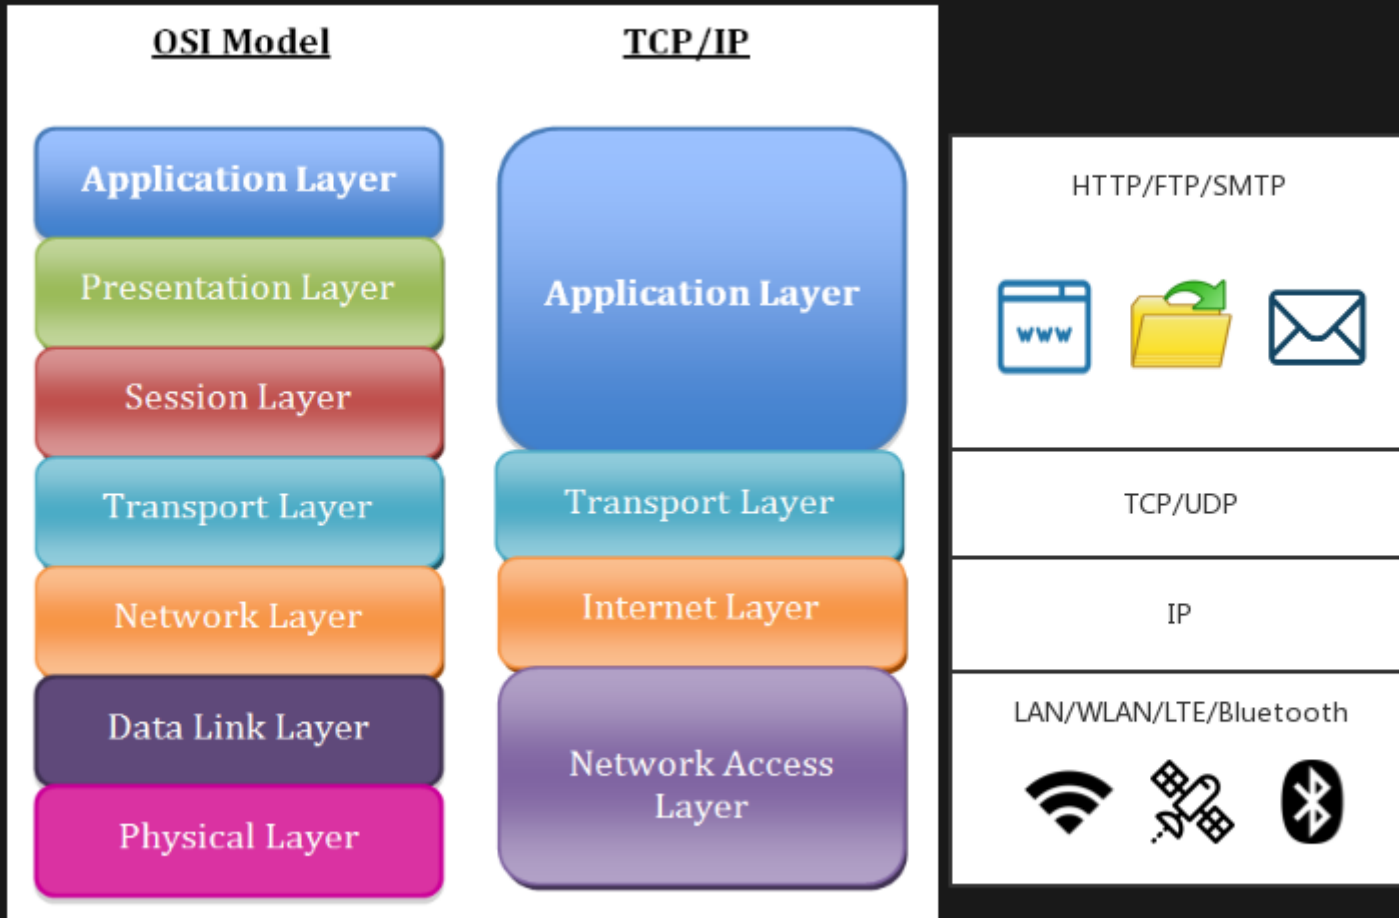 OSI Model
TCP/IP
Application Layer
Presentation Layer
Session Layer
Transport Layer
Network Layer
Data Link Layer
Physical Layer
Application Layer
Transport Layer
Internet Layer
Network Access
Layer
HTTP/FTP/SMTP
www
TCP/UDP
IP
LAN/WLAN/LTE/Bluetooth